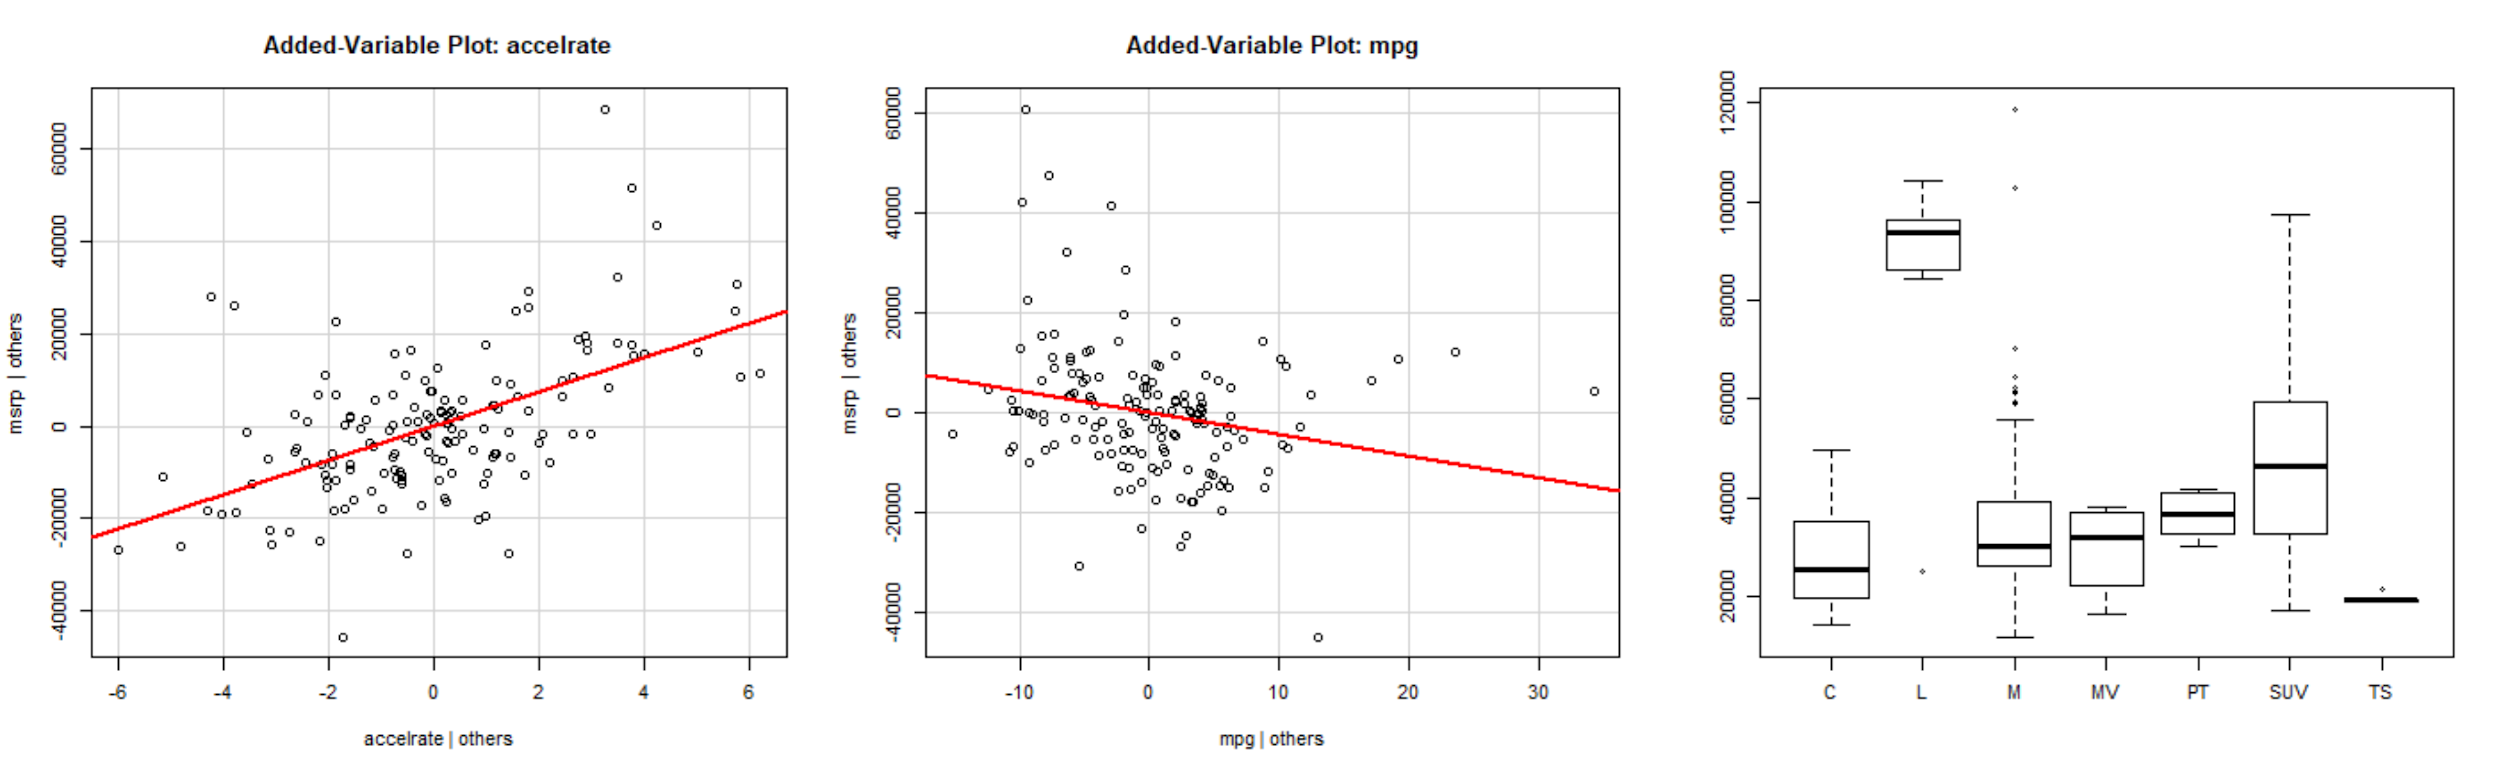 Added-Variable Plot: accelrate
msrp | others
60000
40000
20000
0
-20000
-40000
-6 -4 -2 0 2 4 6
accelrate | others
Added-Variable Plot: mpg
msrp | others
60000
40000
20000
0
-20000
-40000
-10 0 10 20 30
mpg | others
120000
100000
80000
60000
40000
20000
C L M MV PT SUV TS